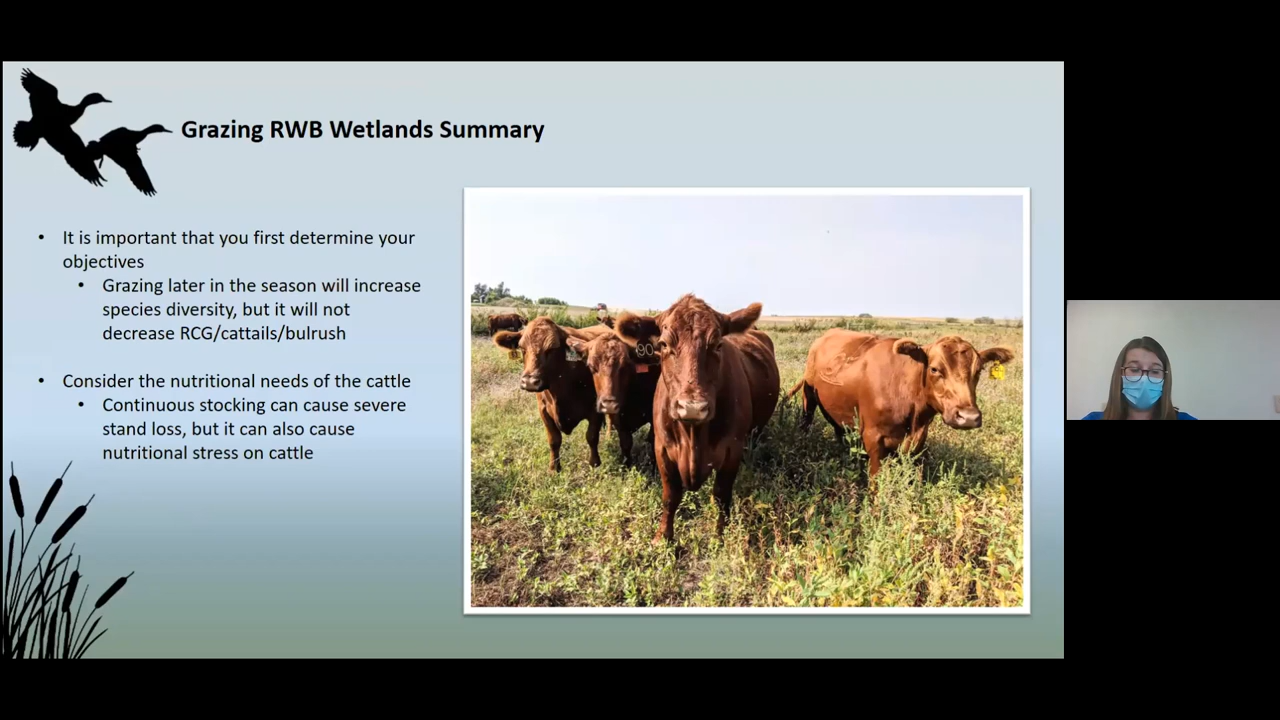 Grazing RWB Wetlands Summary
• It is important that you first determine your
objectives
• Grazing later in the season will increase
species diversity, but it will not
decrease RCG/cattails/bulrush
• Consider the nutritional needs of the cattle
• Continuous stocking can cause severe
stand loss, but it can also cause
nutritional stress on cattle
90